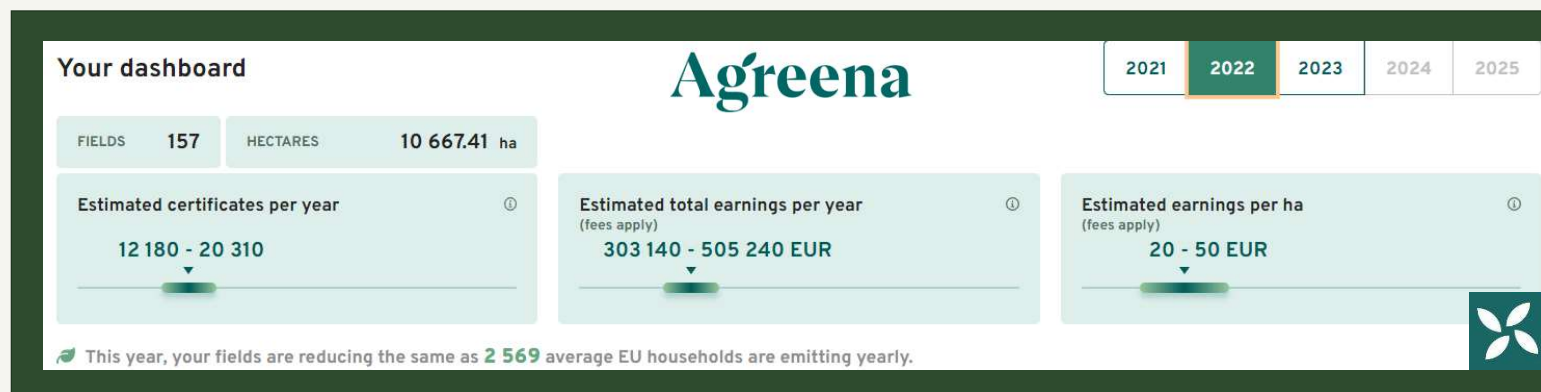 Your dashboard
Agreena
2021 2022 2023 2024 2025
FIELDS 157 HECTARES 10 667.41 ha
Estimated certificates per year
12 180 - 20 310
Estimated total earnings per year
(fees apply)
303 140 - 505 240 EUR
Estimated earnings per ha
(fees apply)
20 - 50 EUR
This year, your fields are reducing the same as 2 569 average EU households are emitting yearly.